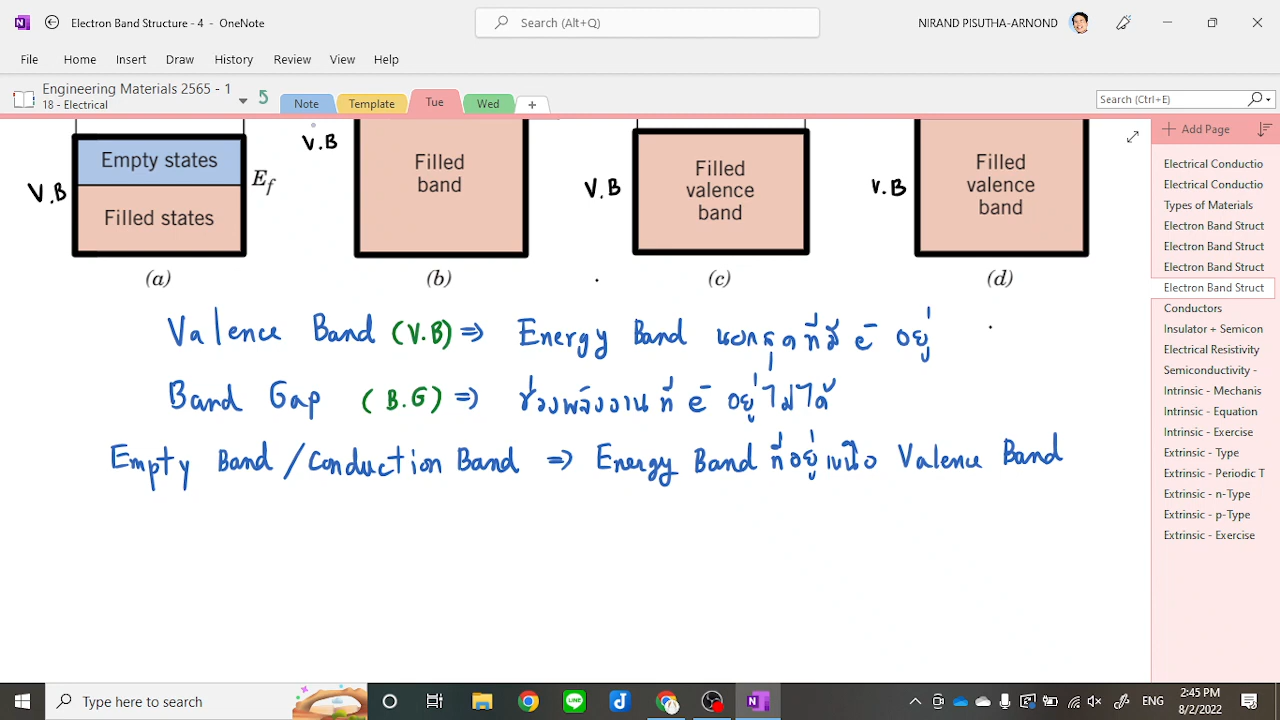 Electron Band Structure - 4 - OneNote
Search (Alt+Q)
NIRAND PISUTHA-ARNOND
File Home Insert Draw History Review View Help
Engineering Materials 2565 - 1
18 - Electrical
Note Template Tue Wed +
Search (Ctrl+E)
Add Page
Electrical Conductio
Electrical Conductio
Types of Materials
Electron Band Struct
Electron Band Struct
Electron Band Struct
Electron Band Struct
Conductors
Insulator + Semicon
Electrical Resistivity
Semiconductivity -
Intrinsic - Mechanis
Intrinsic - Equation
Intrinsic - Exercise
Extrinsic - Type
Extrinsic - Periodic T
Extrinsic - n-Type
Extrinsic - p-Type
Extrinsic - Exercise
V.B
Empty states
Filled states
Ef
(a)
V.B
Filled
band
(b)
V.B
Filled
valence
band
(c)
V.B
Filled
valence
band
(d)
Valence Band (V.B) ⇒ Energy Band นอกสุดที่มี e⁻ อยู่
Band Gap (B.G) ⇒ ช่วงพลังงานที่ e⁻ อยู่ไม่ได้
Empty Band/Conduction Band ⇒ Energy Band ที่อยู่เหนือ Valence Band
Type here to search
ENG
2:45 PM
8/2/2022